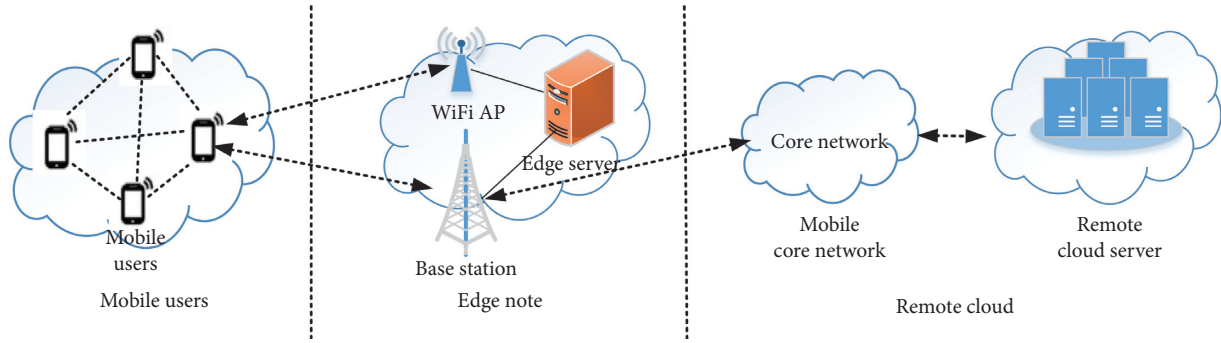 WiFi AP
Edge server
Base station
Edge note
Mobile
users
Mobile users
Core network
Mobile
core network
Remote
cloud server
Remote cloud